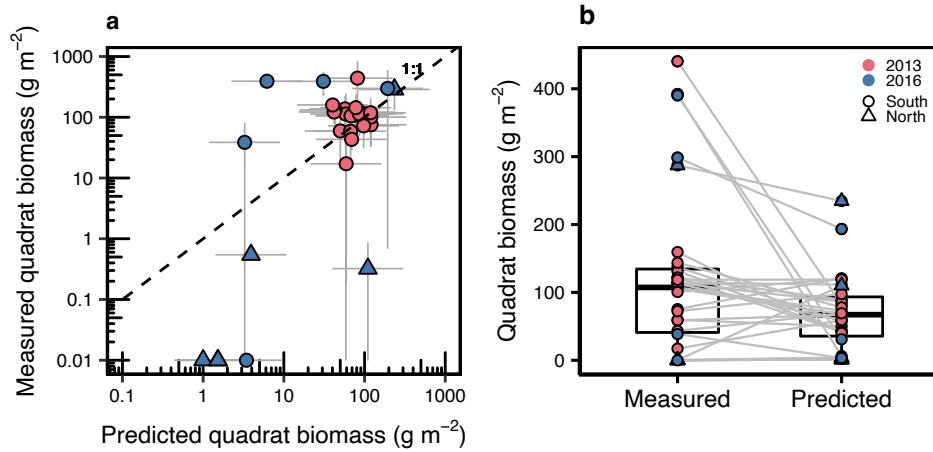 a
Measured quadrat biomass (g m−2)
1000
100
10
1
0.1
0.01
1:1
0.1
1
10
100
1000
Predicted quadrat biomass (g m−2)
b
Quadrat biomass (g m−2)
400
300
200
100
0
2013
2016
South
North
Measured
Predicted